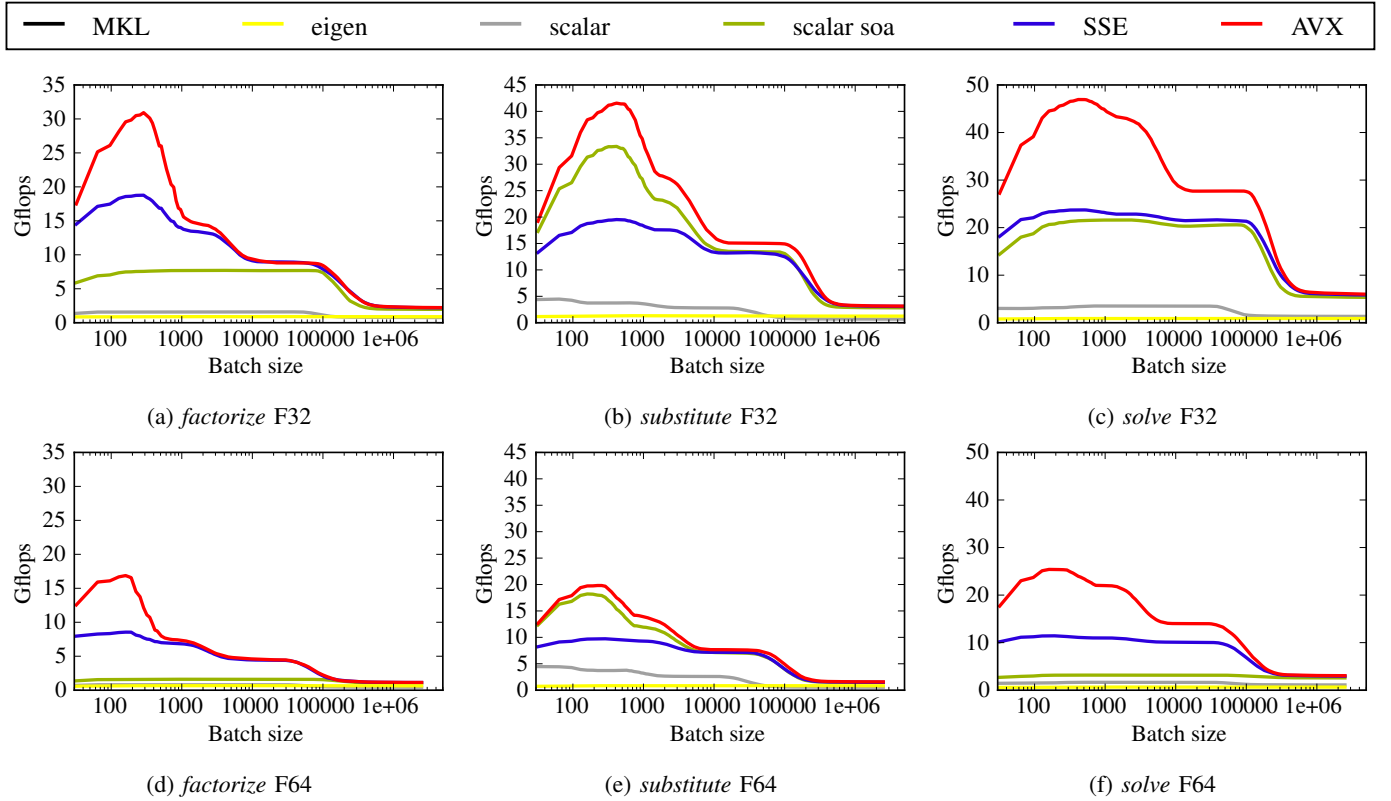 MKL eigen scalar scalar soa SSE AVX
35
30
25
20
15
10
5
0
Gflops
100 1000 10000 100000 1e+06
Batch size
(a) factorize F32
45
40
35
30
25
20
15
10
5
0
Gflops
100 1000 10000 100000 1e+06
Batch size
(b) substitute F32
50
40
30
20
10
0
Gflops
100 1000 10000 100000 1e+06
Batch size
(c) solve F32
35
30
25
20
15
10
5
0
Gflops
100 1000 10000 100000 1e+06
Batch size
(d) factorize F64
45
40
35
30
25
20
15
10
5
0
Gflops
100 1000 10000 100000 1e+06
Batch size
(e) substitute F64
50
40
30
20
10
0
Gflops
100 1000 10000 100000 1e+06
Batch size
(f) solve F64